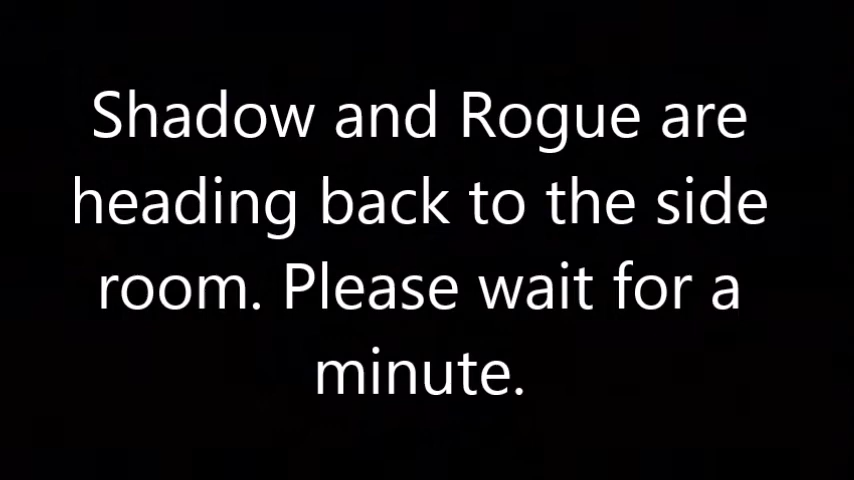 Shadow and Rogue are
heading back to the side
room. Please wait for a
minute.